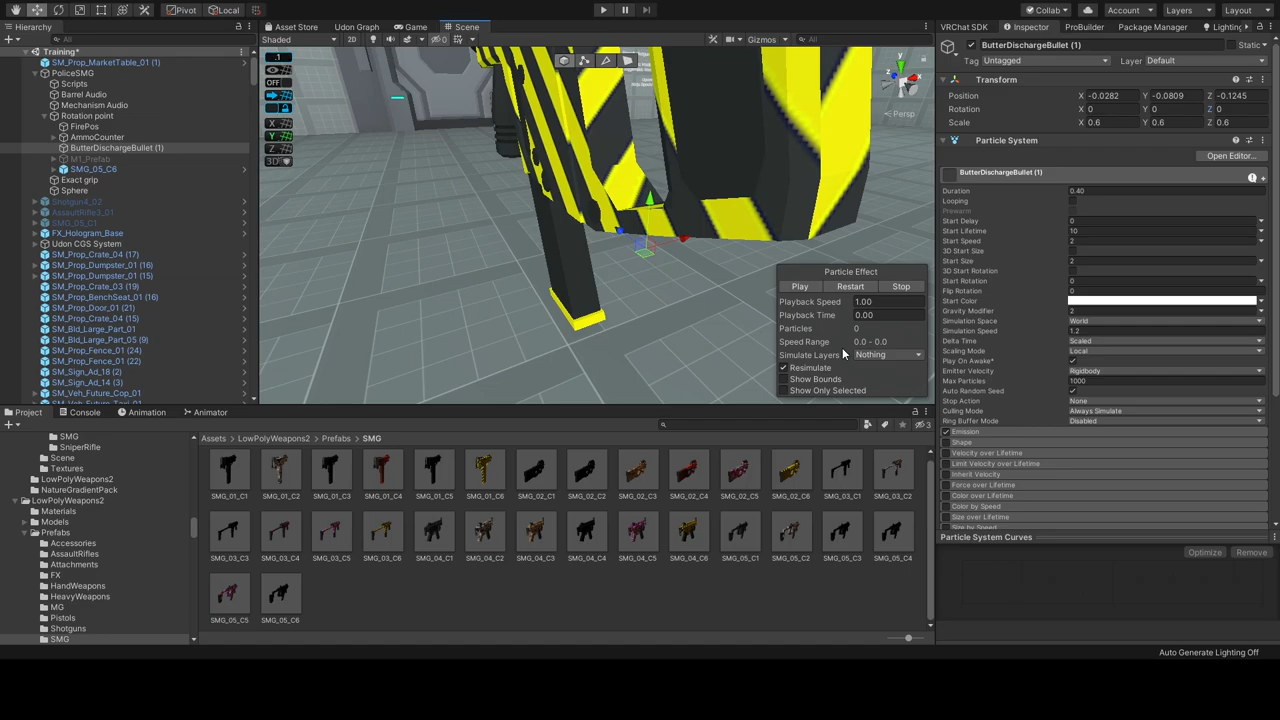 Pivot
Local
Collab
Account
Layers
Layout
Hierarchy
Asset Store
Udon Graph
Game
Scene
VRChat SDK
Inspector
ProBuilder
Package Manager
Lighting
All
Shaded
2D
0
Gizmos
All
ButterDischargeBullet (1)
Static
Tag Untagged
Layer Default
Training*
SM_Prop_MarketTable_01 (1)
PoliceSMG
Scripts
Barrel Audio
Mechanism Audio
Rotation point
FirePos
AmmoCounter
ButterDischargeBullet (1)
M1_Prefab
SMG_05_C6
Exact grip
Sphere
Shotgun4_02
AssaultRifle3_01
SMG_05_C1
FX_Hologram_Base
Udon CGS System
SM_Prop_Crate_04 (17)
SM_Prop_Dumpster_01 (16)
SM_Prop_Dumpster_01 (15)
SM_Prop_Crate_03 (19)
SM_Prop_BenchSeat_01 (11)
SM_Prop_Door_01 (21)
SM_Prop_Crate_04 (15)
SM_Bld_Large_Part_01
SM_Bld_Large_Part_05 (9)
SM_Prop_Fence_01 (24)
SM_Prop_Fence_01 (22)
SM_Sign_Ad_18 (2)
SM_Sign_Ad_14 (3)
SM_Veh_Future_Cop_01
.1
OFF
X
Y
Z
3D
y
Persp
Particle Effect
Play Restart Stop
Playback Speed 1.00
Playback Time 0.00
Particles 0
Speed Range 0.0 - 0.0
Simulate Layers Nothing
Resimulate
Show Bounds
Show Only Selected
Transform
Position X -0.0282 Y -0.0809 Z -0.1245
Rotation X 0 Y 0 Z 0
Scale X 0.6 Y 0.6 Z 0.6
Particle System
Open Editor...
ButterDischargeBullet (1)
Duration 0.40
Looping
Prewarm
Start Delay 0
Start Lifetime 10
Start Speed 2
3D Start Size
Start Size 2
3D Start Rotation
Start Rotation 0
Flip Rotation 0
Start Color
Gravity Modifier 2
Simulation Space World
Simulation Speed 1.2
Delta Time Scaled
Scaling Mode Local
Play On Awake*
Emitter Velocity Rigidbody
Max Particles 1000
Auto Random Seed
Stop Action None
Culling Mode Always Simulate
Ring Buffer Mode Disabled
Emission
Shape
Velocity over Lifetime
Limit Velocity over Lifetime
Inherit Velocity
Force over Lifetime
Color over Lifetime
Color by Speed
Size over Lifetime
Size by Speed
Particle System Curves
Optimize Remove
Project
Console
Animation
Animator
3
SMG
SniperRifle
Scene
Textures
LowPolyWeapons2
NatureGradientPack
LowPolyWeapons2
Materials
Models
Prefabs
Accessories
AssaultRifles
Attachments
FX
HandWeapons
HeavyWeapons
MG
Pistols
Shotguns
SMG
Assets LowPolyWeapons2 Prefabs SMG
SMG_01_C1 SMG_01_C2 SMG_01_C3 SMG_01_C4 SMG_01_C5 SMG_01_C6 SMG_02_C1 SMG_02_C2 SMG_02_C3 SMG_02_C4 SMG_02_C5 SMG_02_C6 SMG_03_C1 SMG_03_C2
SMG_03_C3 SMG_03_C4 SMG_03_C5 SMG_03_C6 SMG_04_C1 SMG_04_C2 SMG_04_C3 SMG_04_C4 SMG_04_C5 SMG_04_C6 SMG_05_C1 SMG_05_C2 SMG_05_C3 SMG_05_C4
SMG_05_C5 SMG_05_C6
Auto Generate Lighting Off